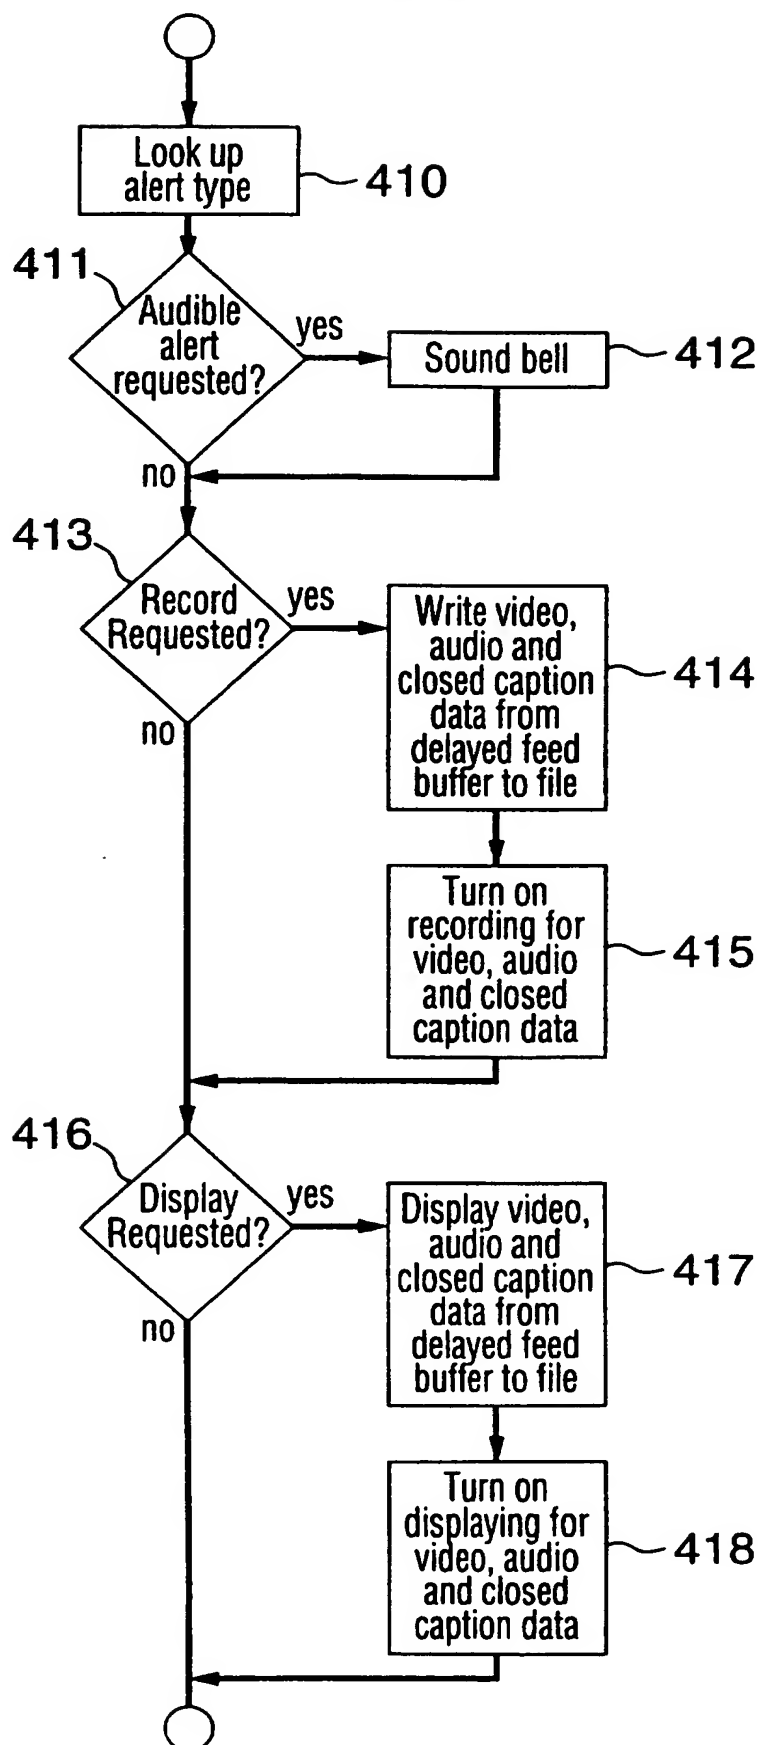 Look up
alert type
410
411
Audible
alert
requested?
yes
Sound bell
412
no
413
Record
Requested?
yes
Write video,
audio and
closed caption
data from
delayed feed
buffer to file
414
no
Turn on
recording for
video, audio
and closed
caption data
415
416
Display
Requested?
yes
Display video,
audio and
closed caption
data from
delayed feed
buffer to file
417
no
Turn on
displaying for
video, audio
and closed
caption data
418